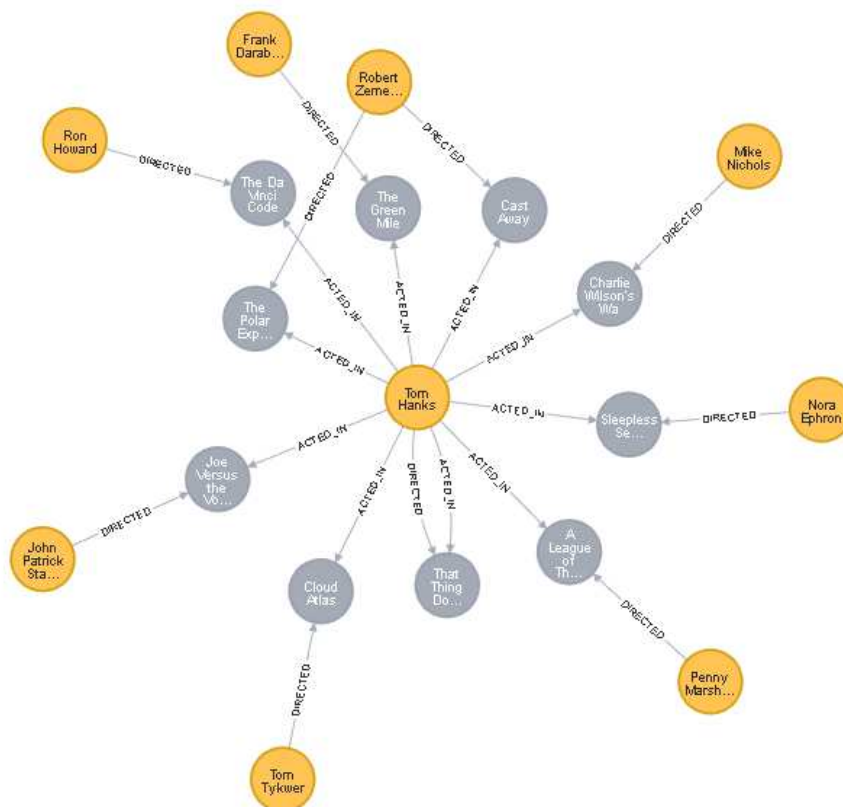 Frank
Darab...
Robert
Zeme...
Ron
Howard
Mike
Nichols
DIRECTED
DIRECTED
DIRECTED
DIRECTED
DIRECTED
The Da
Vinci
Code
The
Green
Mile
Cast
Away
Charlie
Wilson's
Wa
The
Polar
Exp...
ACTED_IN
ACTED_IN
ACTED_IN
ACTED_IN
ACTED_IN
Tom
Hanks
ACTED_IN
Sleepless
Se...
DIRECTED
Nora
Ephron
ACTED_IN
Joe
Versus
the
Vo...
ACTED_IN
DIRECTED
ACTED_IN
ACTED_IN
DIRECTED
John
Patrick
Sta...
Cloud
Atlas
That
Thing
Do...
A
League
of
Th...
DIRECTED
DIRECTED
Penny
Marsh...
Tom
Tykwer